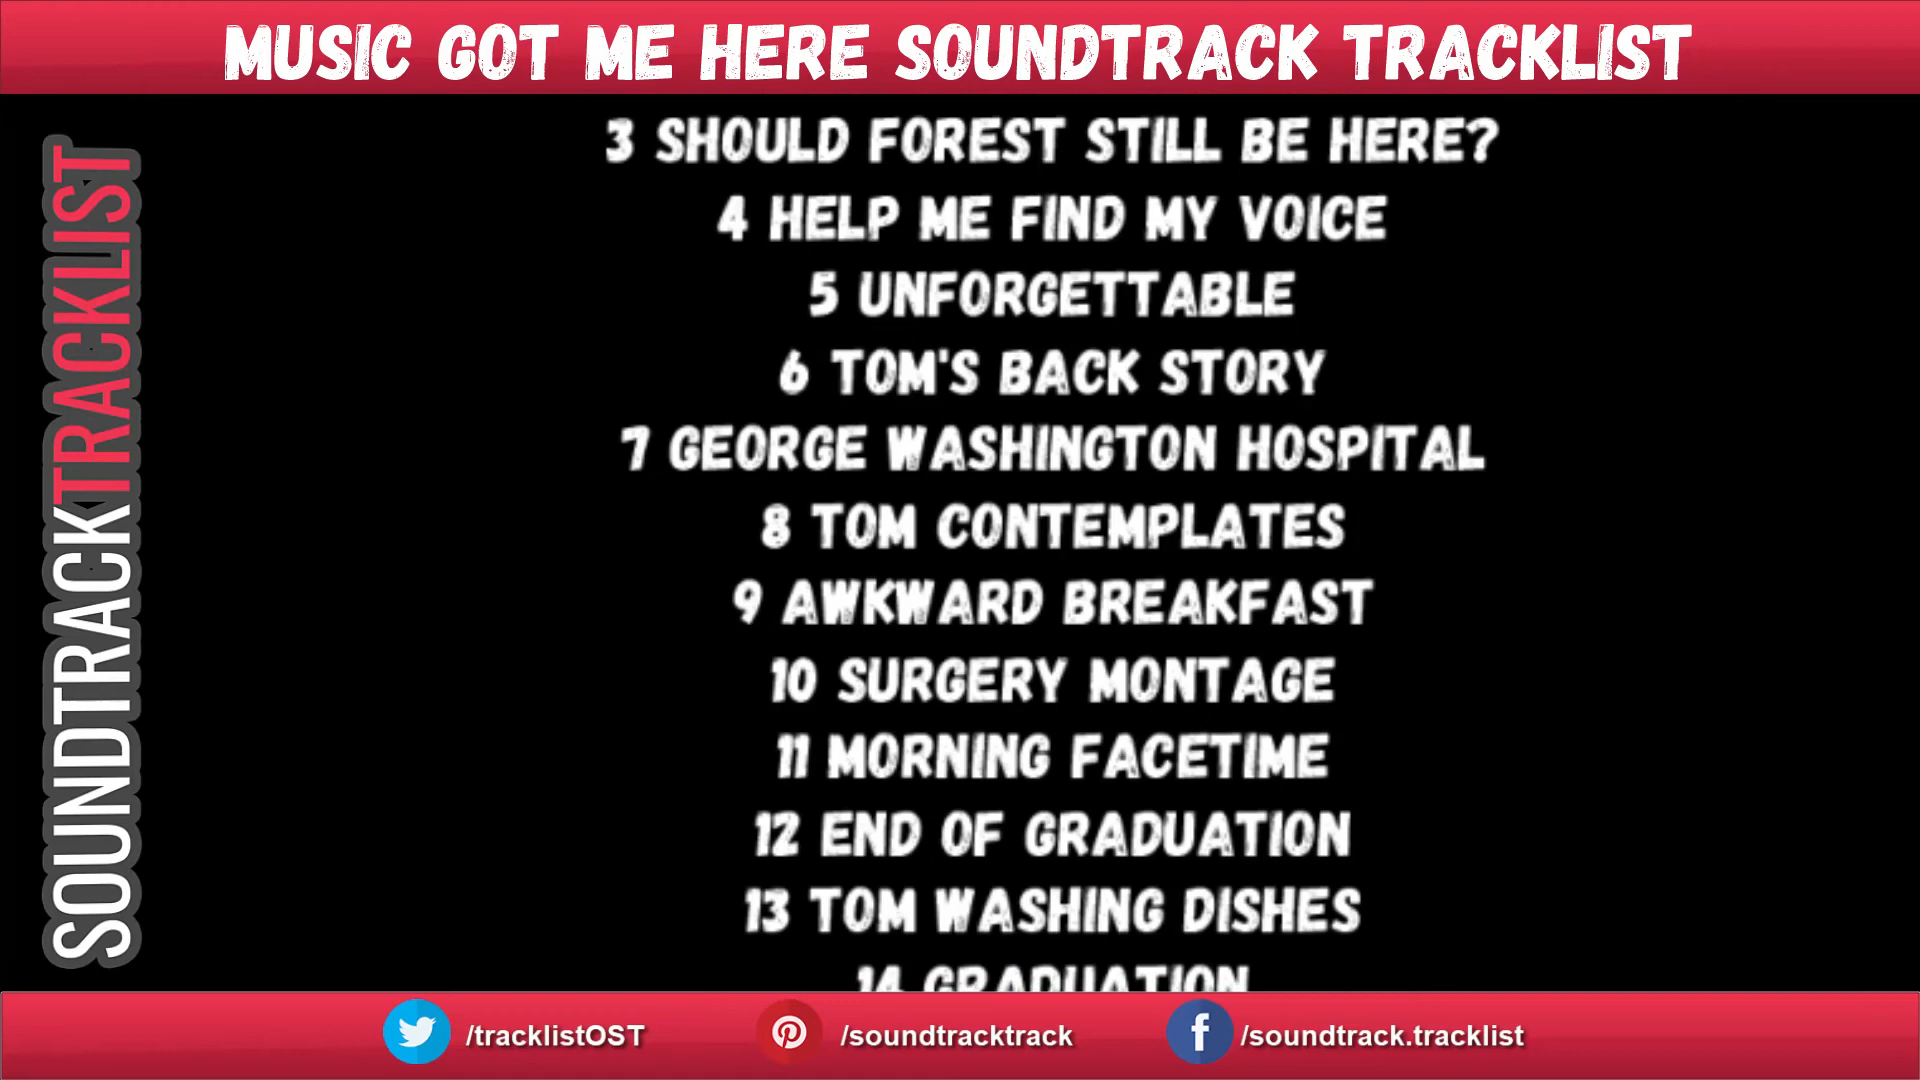 MUSIC GOT ME HERE SOUNDTRACK TRACKLIST
SOUNDTRACKTRACKLIST
3 SHOULD FOREST STILL BE HERE?
4 HELP ME FIND MY VOICE
5 UNFORGETTABLE
6 TOM'S BACK STORY
7 GEORGE WASHINGTON HOSPITAL
8 TOM CONTEMPLATES
9 AWKWARD BREAKFAST
10 SURGERY MONTAGE
11 MORNING FACETIME
12 END OF GRADUATION
13 TOM WASHING DISHES
14 GRADUATION
/tracklistOST
/soundtracktrack
/soundtrack.tracklist